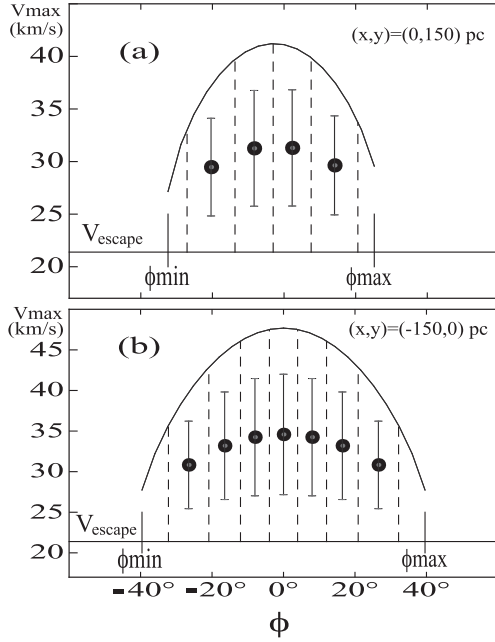 Vmax
(km/s)
(a)
(x,y)=(0,150) pc
40
35
30
25
20
Vescape
ϕmin
ϕmax
Vmax
(km/s)
(b)
(x,y)=(-150,0) pc
45
40
35
30
25
20
Vescape
ϕmin
ϕmax
-40° -20° 0° 20° 40°
ϕ